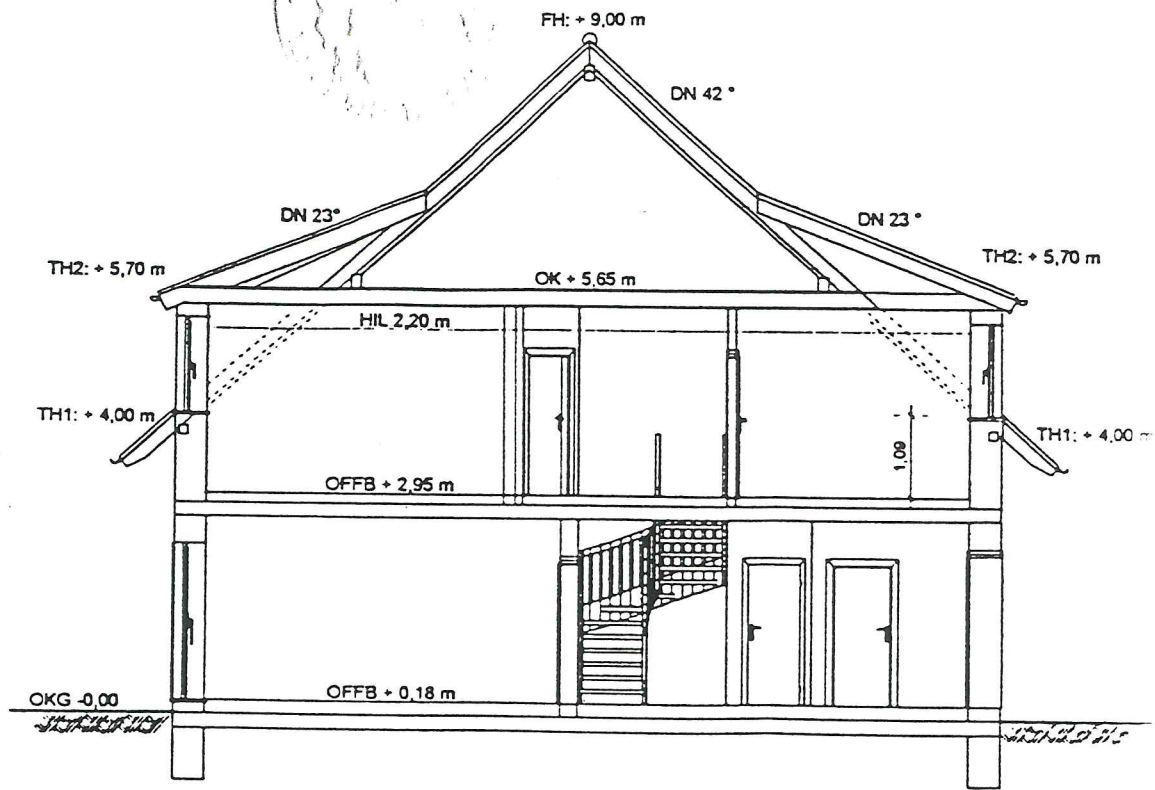 FH: + 9,00 m
DN 42 °
DN 23°
DN 23 °
TH2: + 5,70 m
TH2: + 5,70 m
OK + 5,65 m
HIL 2,20 m
TH1: + 4,00 m
TH1: + 4,00 m
1,09
OFFB + 2,95 m
OFFB + 0,18 m
OKG -0,00